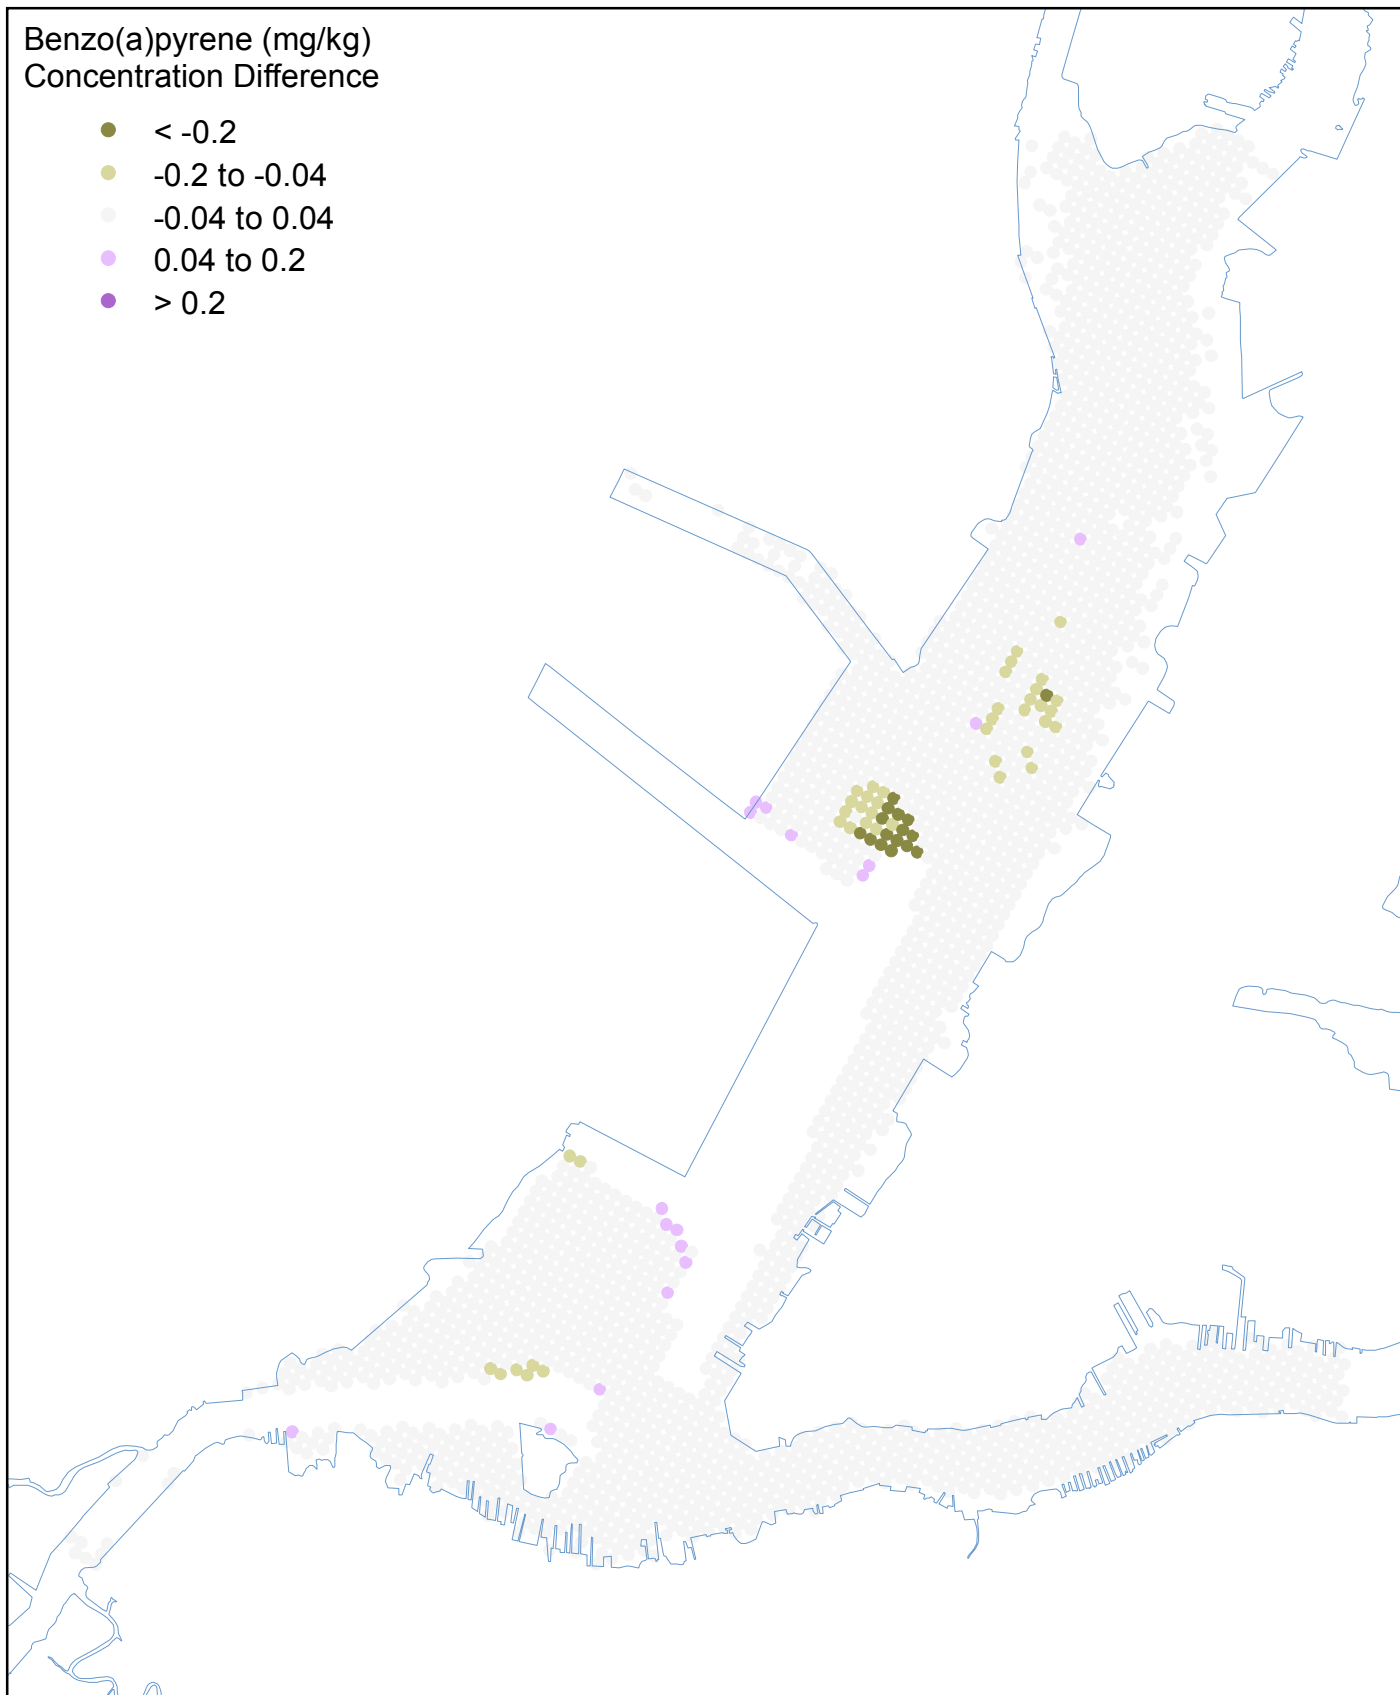 Benzo(a)pyrene (mg/kg)
Concentration Difference
< -0.2
-0.2 to -0.04
-0.04 to 0.04
0.04 to 0.2
> 0.2